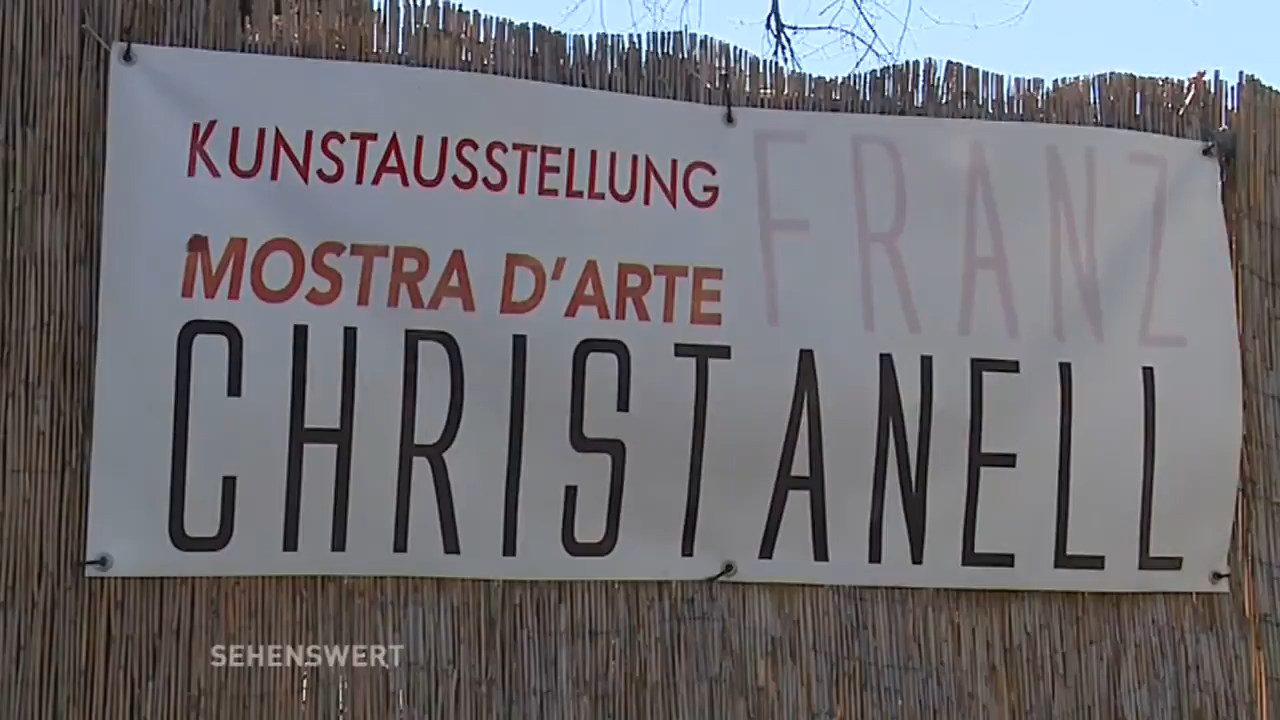 KUNSTAUSSTELLUNG
MOSTRA D'ARTE
FRANZ
CHRISTANELL
SEHENSWERT